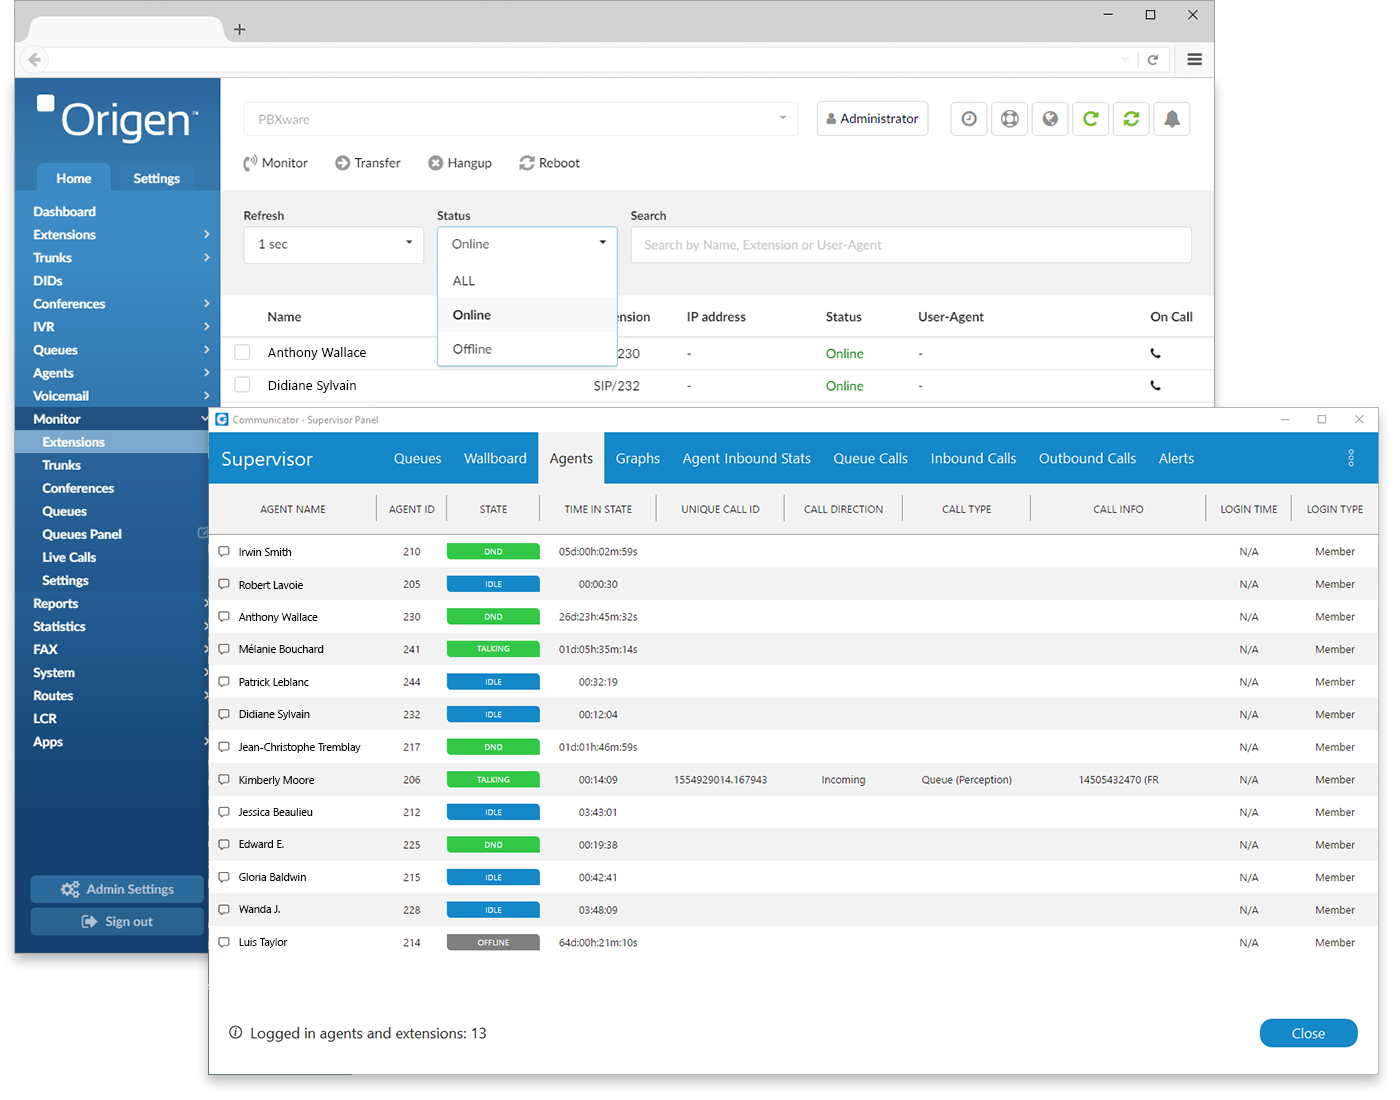 Origen™
Home Settings
Dashboard
Extensions
Trunks
DIDs
Conferences
IVR
Queues
Agents
Voicemail
Monitor
Extensions
Trunks
Conferences
Queues
Queues Panel
Live Calls
Settings
Reports
Statistics
FAX
System
Routes
LCR
Apps
Admin Settings
Sign out
PBXware
Administrator
Monitor Transfer Hangup Reboot
Refresh Status Search
1 sec Online Search by Name, Extension or User-Agent
ALL
Online
Offline
Name nsion IP address Status User-Agent On Call
Anthony Wallace 230 - Online -
Didiane Sylvain SIP/232 - Online -
Communicator - Supervisor Panel
Supervisor Queues Wallboard Agents Graphs Agent Inbound Stats Queue Calls Inbound Calls Outbound Calls Alerts
AGENT NAME AGENT ID STATE TIME IN STATE UNIQUE CALL ID CALL DIRECTION CALL TYPE CALL INFO LOGIN TIME LOGIN TYPE
Irwin Smith 210 DND 05d:00h:02m:59s N/A Member
Robert Lavoie 205 IDLE 00:00:30 N/A Member
Anthony Wallace 230 DND 26d:23h:45m:32s N/A Member
Mélanie Bouchard 241 TALKING 01d:05h:35m:14s N/A Member
Patrick Leblanc 244 IDLE 00:32:19 N/A Member
Didiane Sylvain 232 IDLE 00:12:04 N/A Member
Jean-Christophe Tremblay 217 DND 01d:01h:46m:59s N/A Member
Kimberly Moore 206 TALKING 00:14:09 1554929014.167943 Incoming Queue (Perception) 14505432470 (FR N/A Member
Jessica Beaulieu 212 IDLE 03:43:01 N/A Member
Edward E. 225 DND 00:19:38 N/A Member
Gloria Baldwin 215 IDLE 00:42:41 N/A Member
Wanda J. 228 IDLE 03:48:09 N/A Member
Luis Taylor 214 OFFLINE 64d:00h:21m:10s N/A Member
Logged in agents and extensions: 13
Close